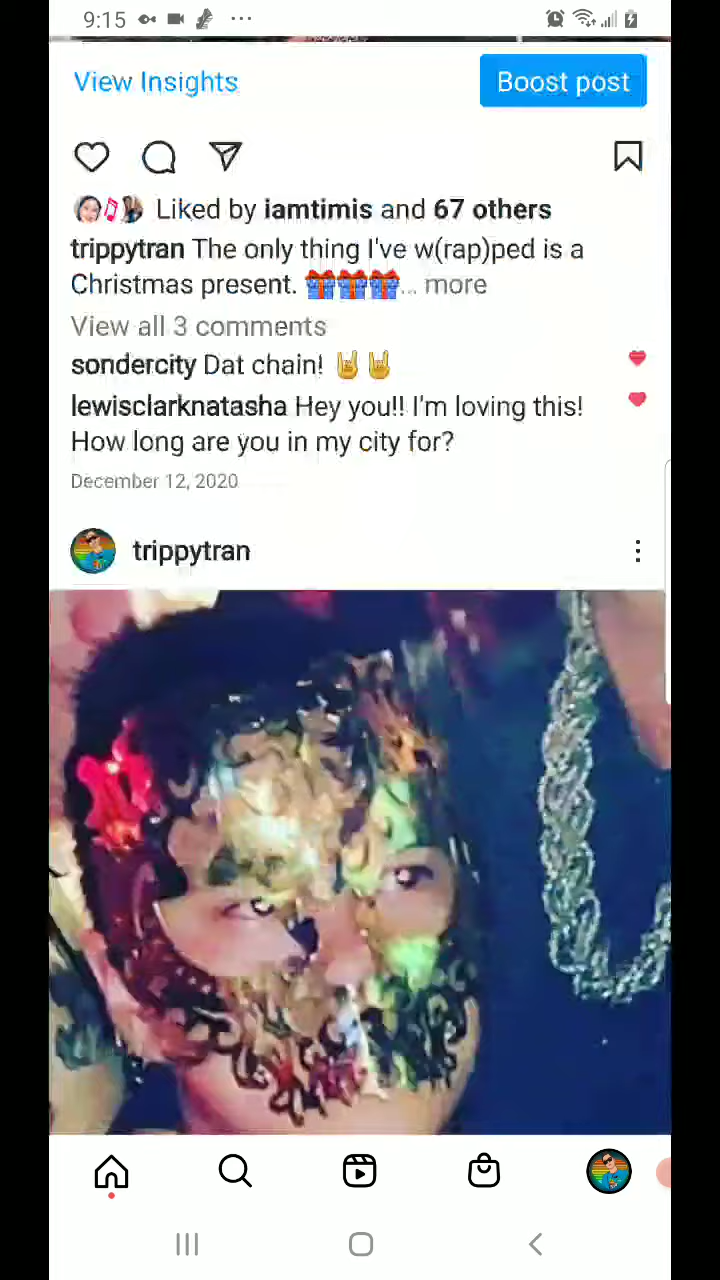 9:15
View Insights
Boost post
Liked by iamtimis and 67 others
trippytran The only thing I've w(rap)ped is a
Christmas present. 🎁🎁🎁... more
View all 3 comments
sondercity Dat chain! 🤘🤘
lewisclarknatasha Hey you!! I'm loving this!
How long are you in my city for?
December 12, 2020
trippytran